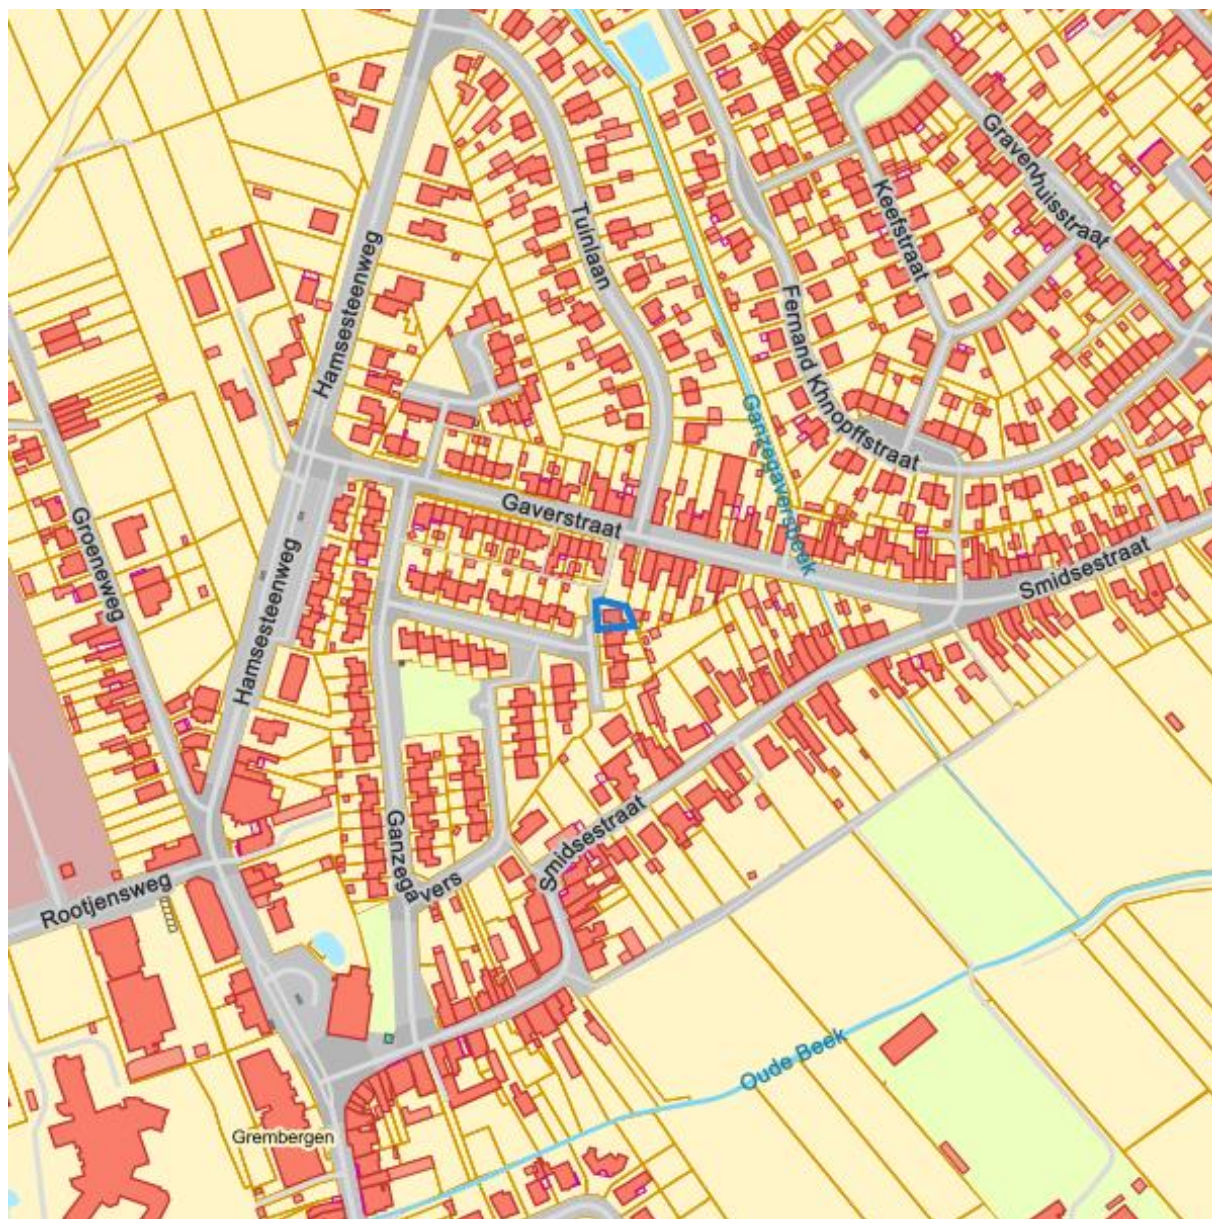 Gravenhuisstraat
Keefstraat
Tuinlaan
Hamsesteenweg
Fernand Khnopffstraat
Ganzegaversbeek
Gaverstraat
Groeneweg
Smidsestraat
Hamsesteenweg
Smidsestraat
Ganzegavers
Rootjensweg
Oude Beek
Grembergen